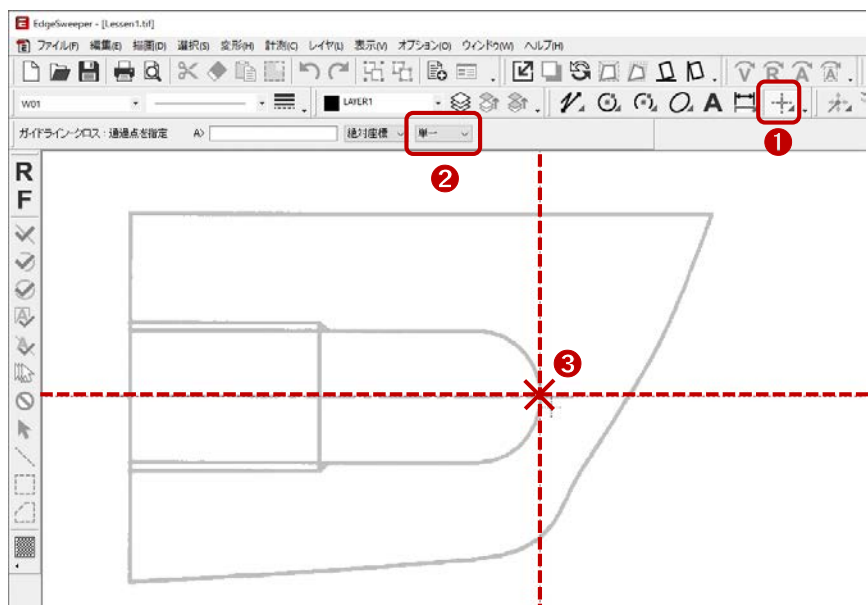 EdgeSweeper - [Lessen1.tif]
ファイル(F) 編集(E) 描画(D) 選択(S) 変形(H) 計測(C) レイヤ(L) 表示(V) オプション(O) ウィンドウ(W) ヘルプ(H)
V R A A
W01 LAYER1 A
❶
ガイドライン-クロス : 通過点を指定 A> 絶対座標 単一
❷
R
F
❸